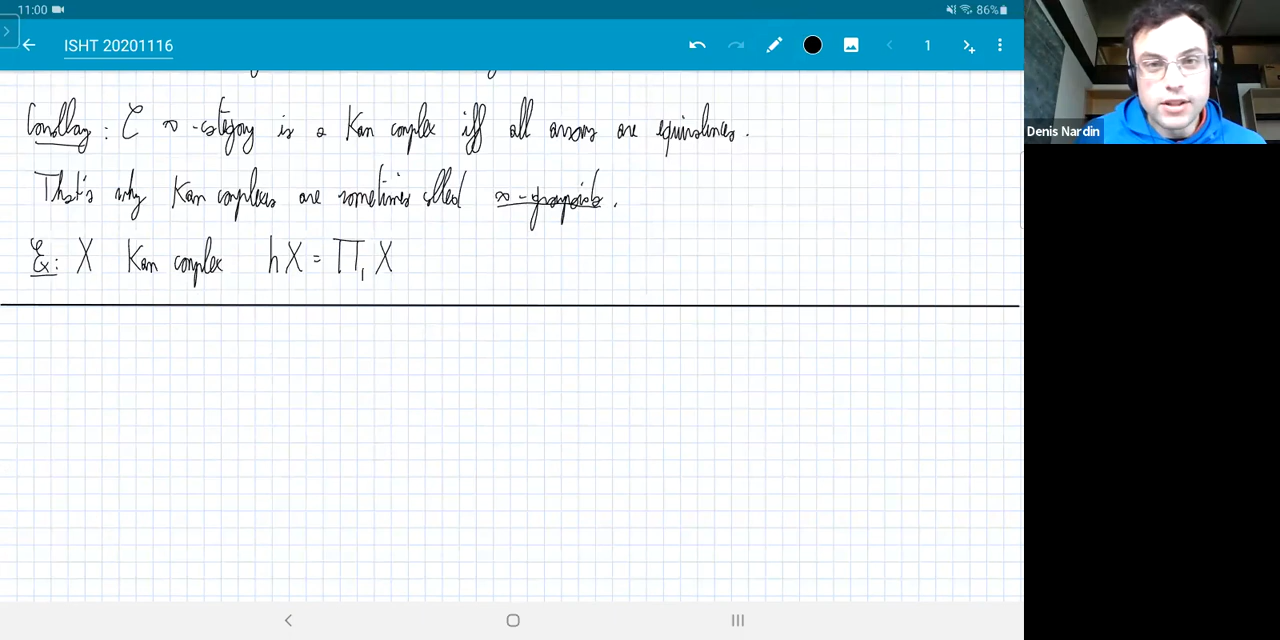 11:00
86%
ISHT 20201116
1
Corollary: C ∞-category is a Kan complex iff all arrows are equivalences.
That's why Kan complexes are sometimes called ∞-groupoids.
Ex: X Kan complex hX = Π₁ X
Denis Nardin